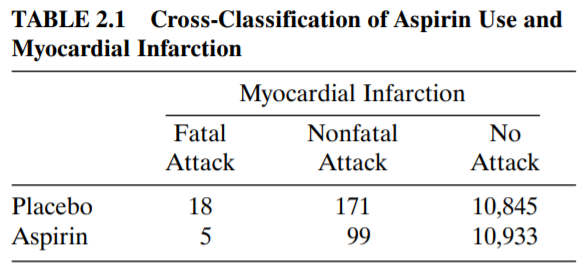 TABLE 2.1 Cross-Classification of Aspirin Use and
Myocardial Infarction
Myocardial Infarction
Fatal Nonfatal No
Attack Attack Attack
Placebo 18 171 10,845
Aspirin 5 99 10,933